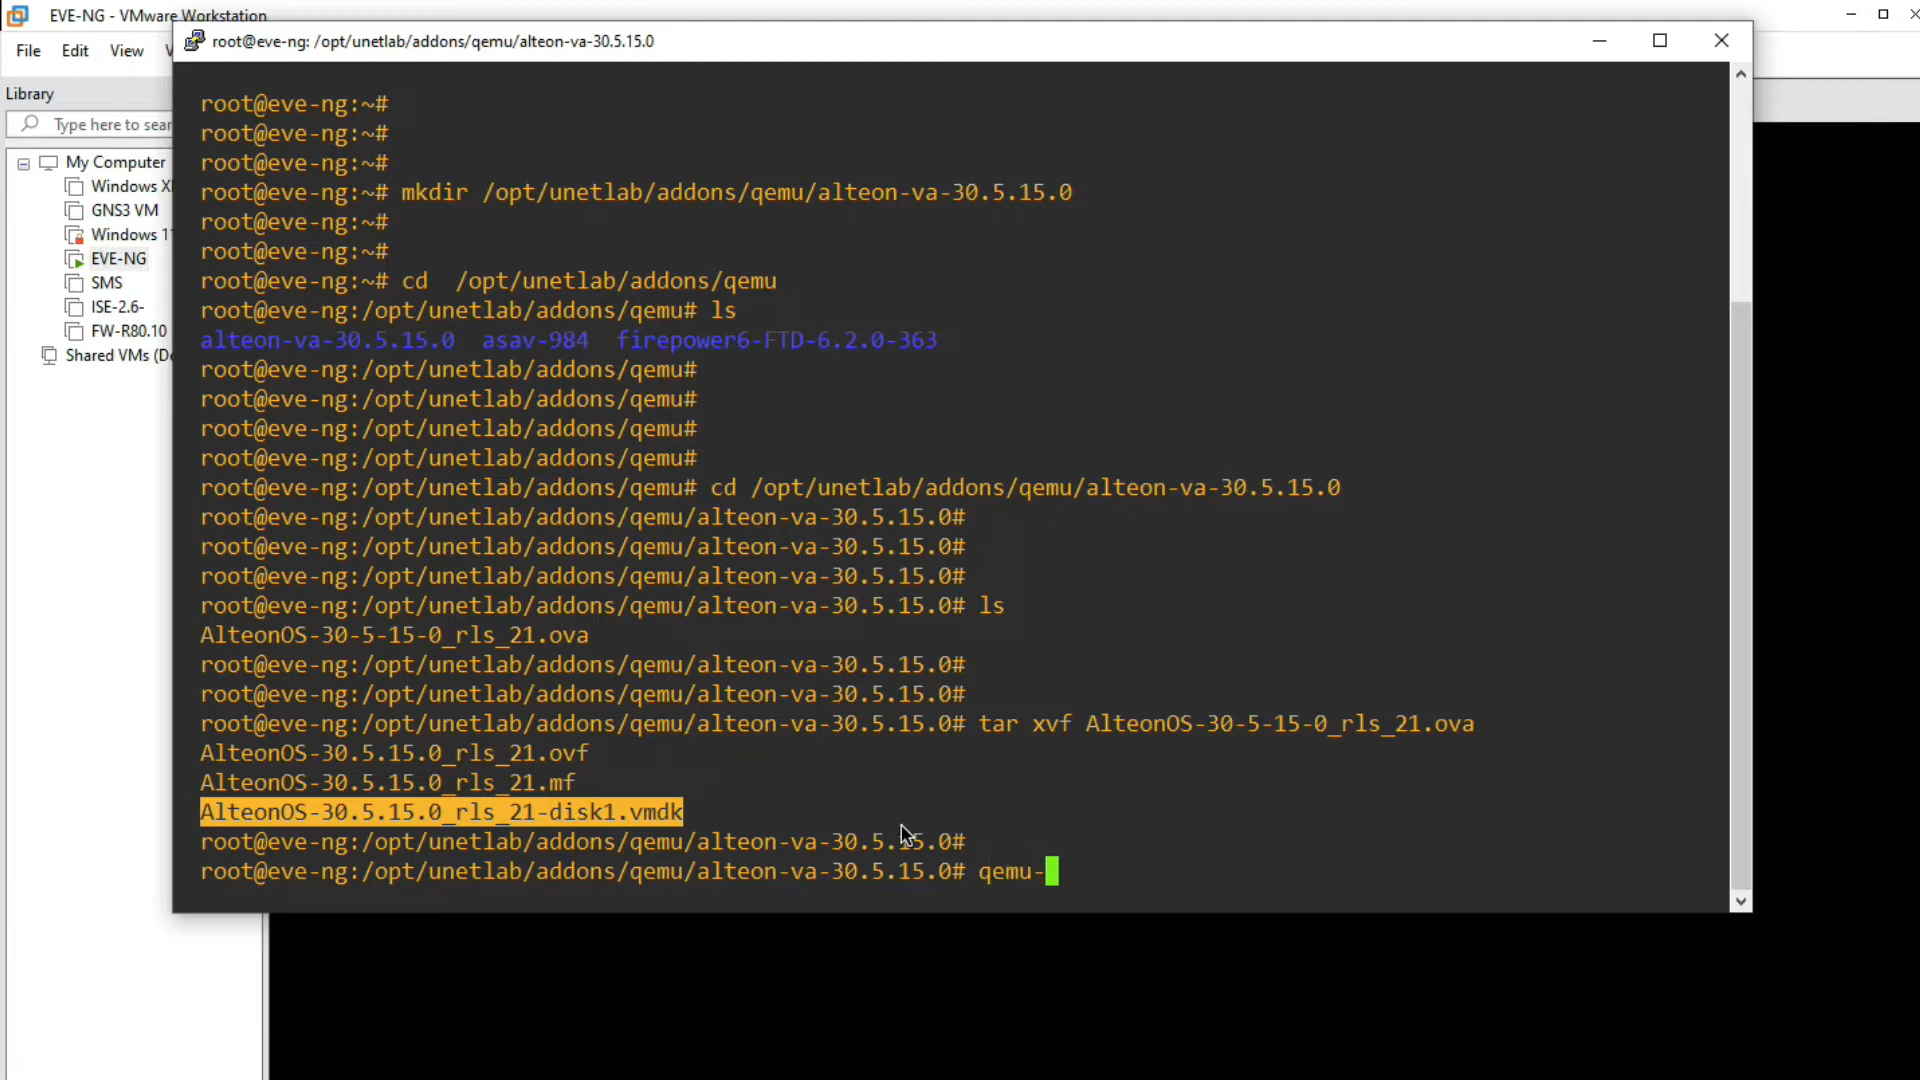 EVE-NG - VMware Workstation
File Edit View
Library
Type here to sear
My Computer
Windows X
GNS3 VM
Windows 1
EVE-NG
SMS
ISE-2.6-
FW-R80.10
Shared VMs (De
root@eve-ng: /opt/unetlab/addons/qemu/alteon-va-30.5.15.0
root@eve-ng:~#
root@eve-ng:~#
root@eve-ng:~#
root@eve-ng:~# mkdir /opt/unetlab/addons/qemu/alteon-va-30.5.15.0
root@eve-ng:~#
root@eve-ng:~#
root@eve-ng:~# cd  /opt/unetlab/addons/qemu
root@eve-ng:/opt/unetlab/addons/qemu# ls
alteon-va-30.5.15.0  asav-984  firepower6-FTD-6.2.0-363
root@eve-ng:/opt/unetlab/addons/qemu#
root@eve-ng:/opt/unetlab/addons/qemu#
root@eve-ng:/opt/unetlab/addons/qemu#
root@eve-ng:/opt/unetlab/addons/qemu#
root@eve-ng:/opt/unetlab/addons/qemu# cd /opt/unetlab/addons/qemu/alteon-va-30.5.15.0
root@eve-ng:/opt/unetlab/addons/qemu/alteon-va-30.5.15.0#
root@eve-ng:/opt/unetlab/addons/qemu/alteon-va-30.5.15.0#
root@eve-ng:/opt/unetlab/addons/qemu/alteon-va-30.5.15.0#
root@eve-ng:/opt/unetlab/addons/qemu/alteon-va-30.5.15.0# ls
AlteonOS-30-5-15-0_rls_21.ova
root@eve-ng:/opt/unetlab/addons/qemu/alteon-va-30.5.15.0#
root@eve-ng:/opt/unetlab/addons/qemu/alteon-va-30.5.15.0#
root@eve-ng:/opt/unetlab/addons/qemu/alteon-va-30.5.15.0# tar xvf AlteonOS-30-5-15-0_rls_21.ova
AlteonOS-30.5.15.0_rls_21.ovf
AlteonOS-30.5.15.0_rls_21.mf
AlteonOS-30.5.15.0_rls_21-disk1.vmdk
root@eve-ng:/opt/unetlab/addons/qemu/alteon-va-30.5.15.0#
root@eve-ng:/opt/unetlab/addons/qemu/alteon-va-30.5.15.0# qemu-